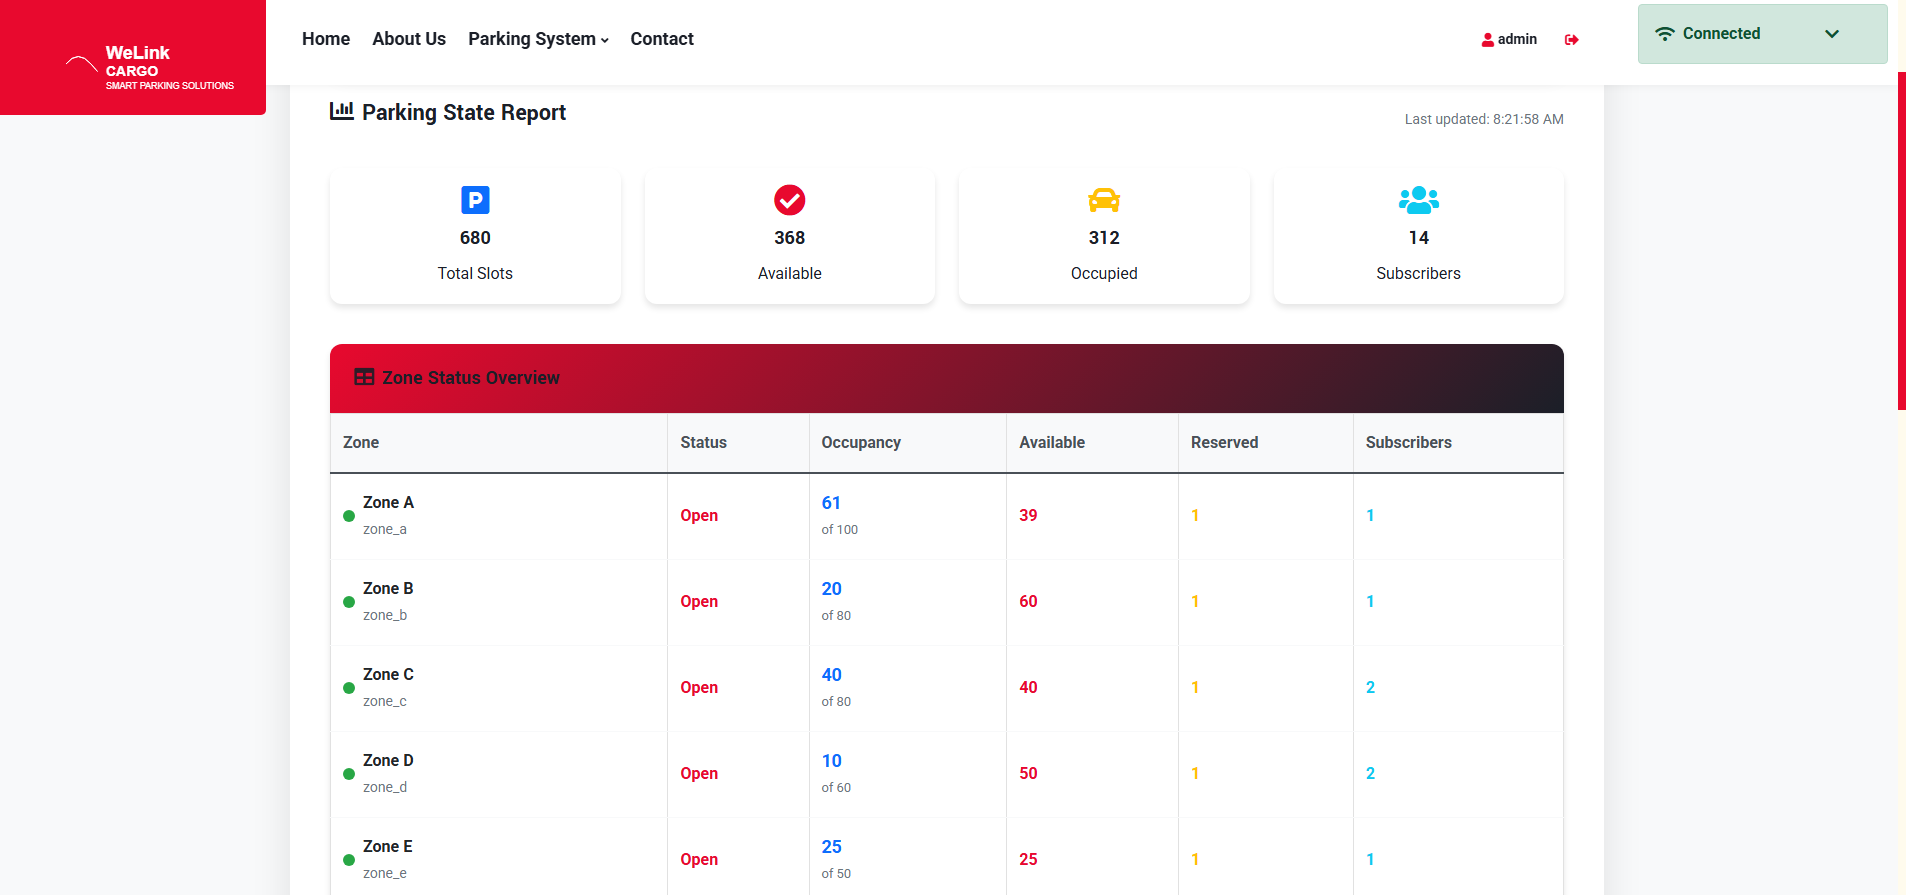 WeLink
CARGO
SMART PARKING SOLUTIONS
Home About Us Parking System Contact
admin
Connected
Parking State Report
Last updated: 8:21:58 AM
P
680
Total Slots
368
Available
312
Occupied
14
Subscribers
Zone Status Overview
Zone Status Occupancy Available Reserved Subscribers
Zone A
zone_a
Open
61
of 100
39
1
1
Zone B
zone_b
Open
20
of 80
60
1
1
Zone C
zone_c
Open
40
of 80
40
1
2
Zone D
zone_d
Open
10
of 60
50
1
2
Zone E
zone_e
Open
25
of 50
25
1
1